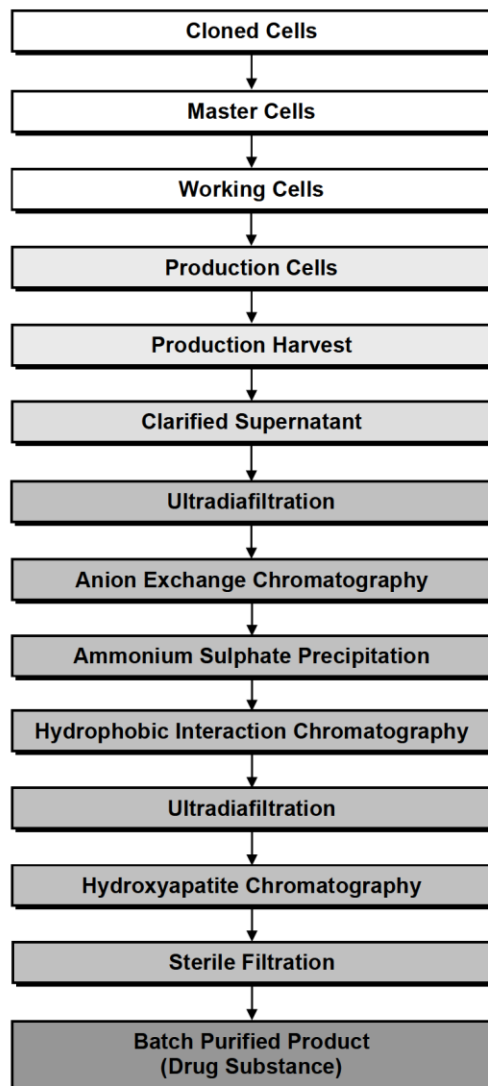 Cloned Cells
Master Cells
Working Cells
Production Cells
Production Harvest
Clarified Supernatant
Ultradiafiltration
Anion Exchange Chromatography
Ammonium Sulphate Precipitation
Hydrophobic Interaction Chromatography
Ultradiafiltration
Hydroxyapatite Chromatography
Sterile Filtration
Batch Purified Product
(Drug Substance)